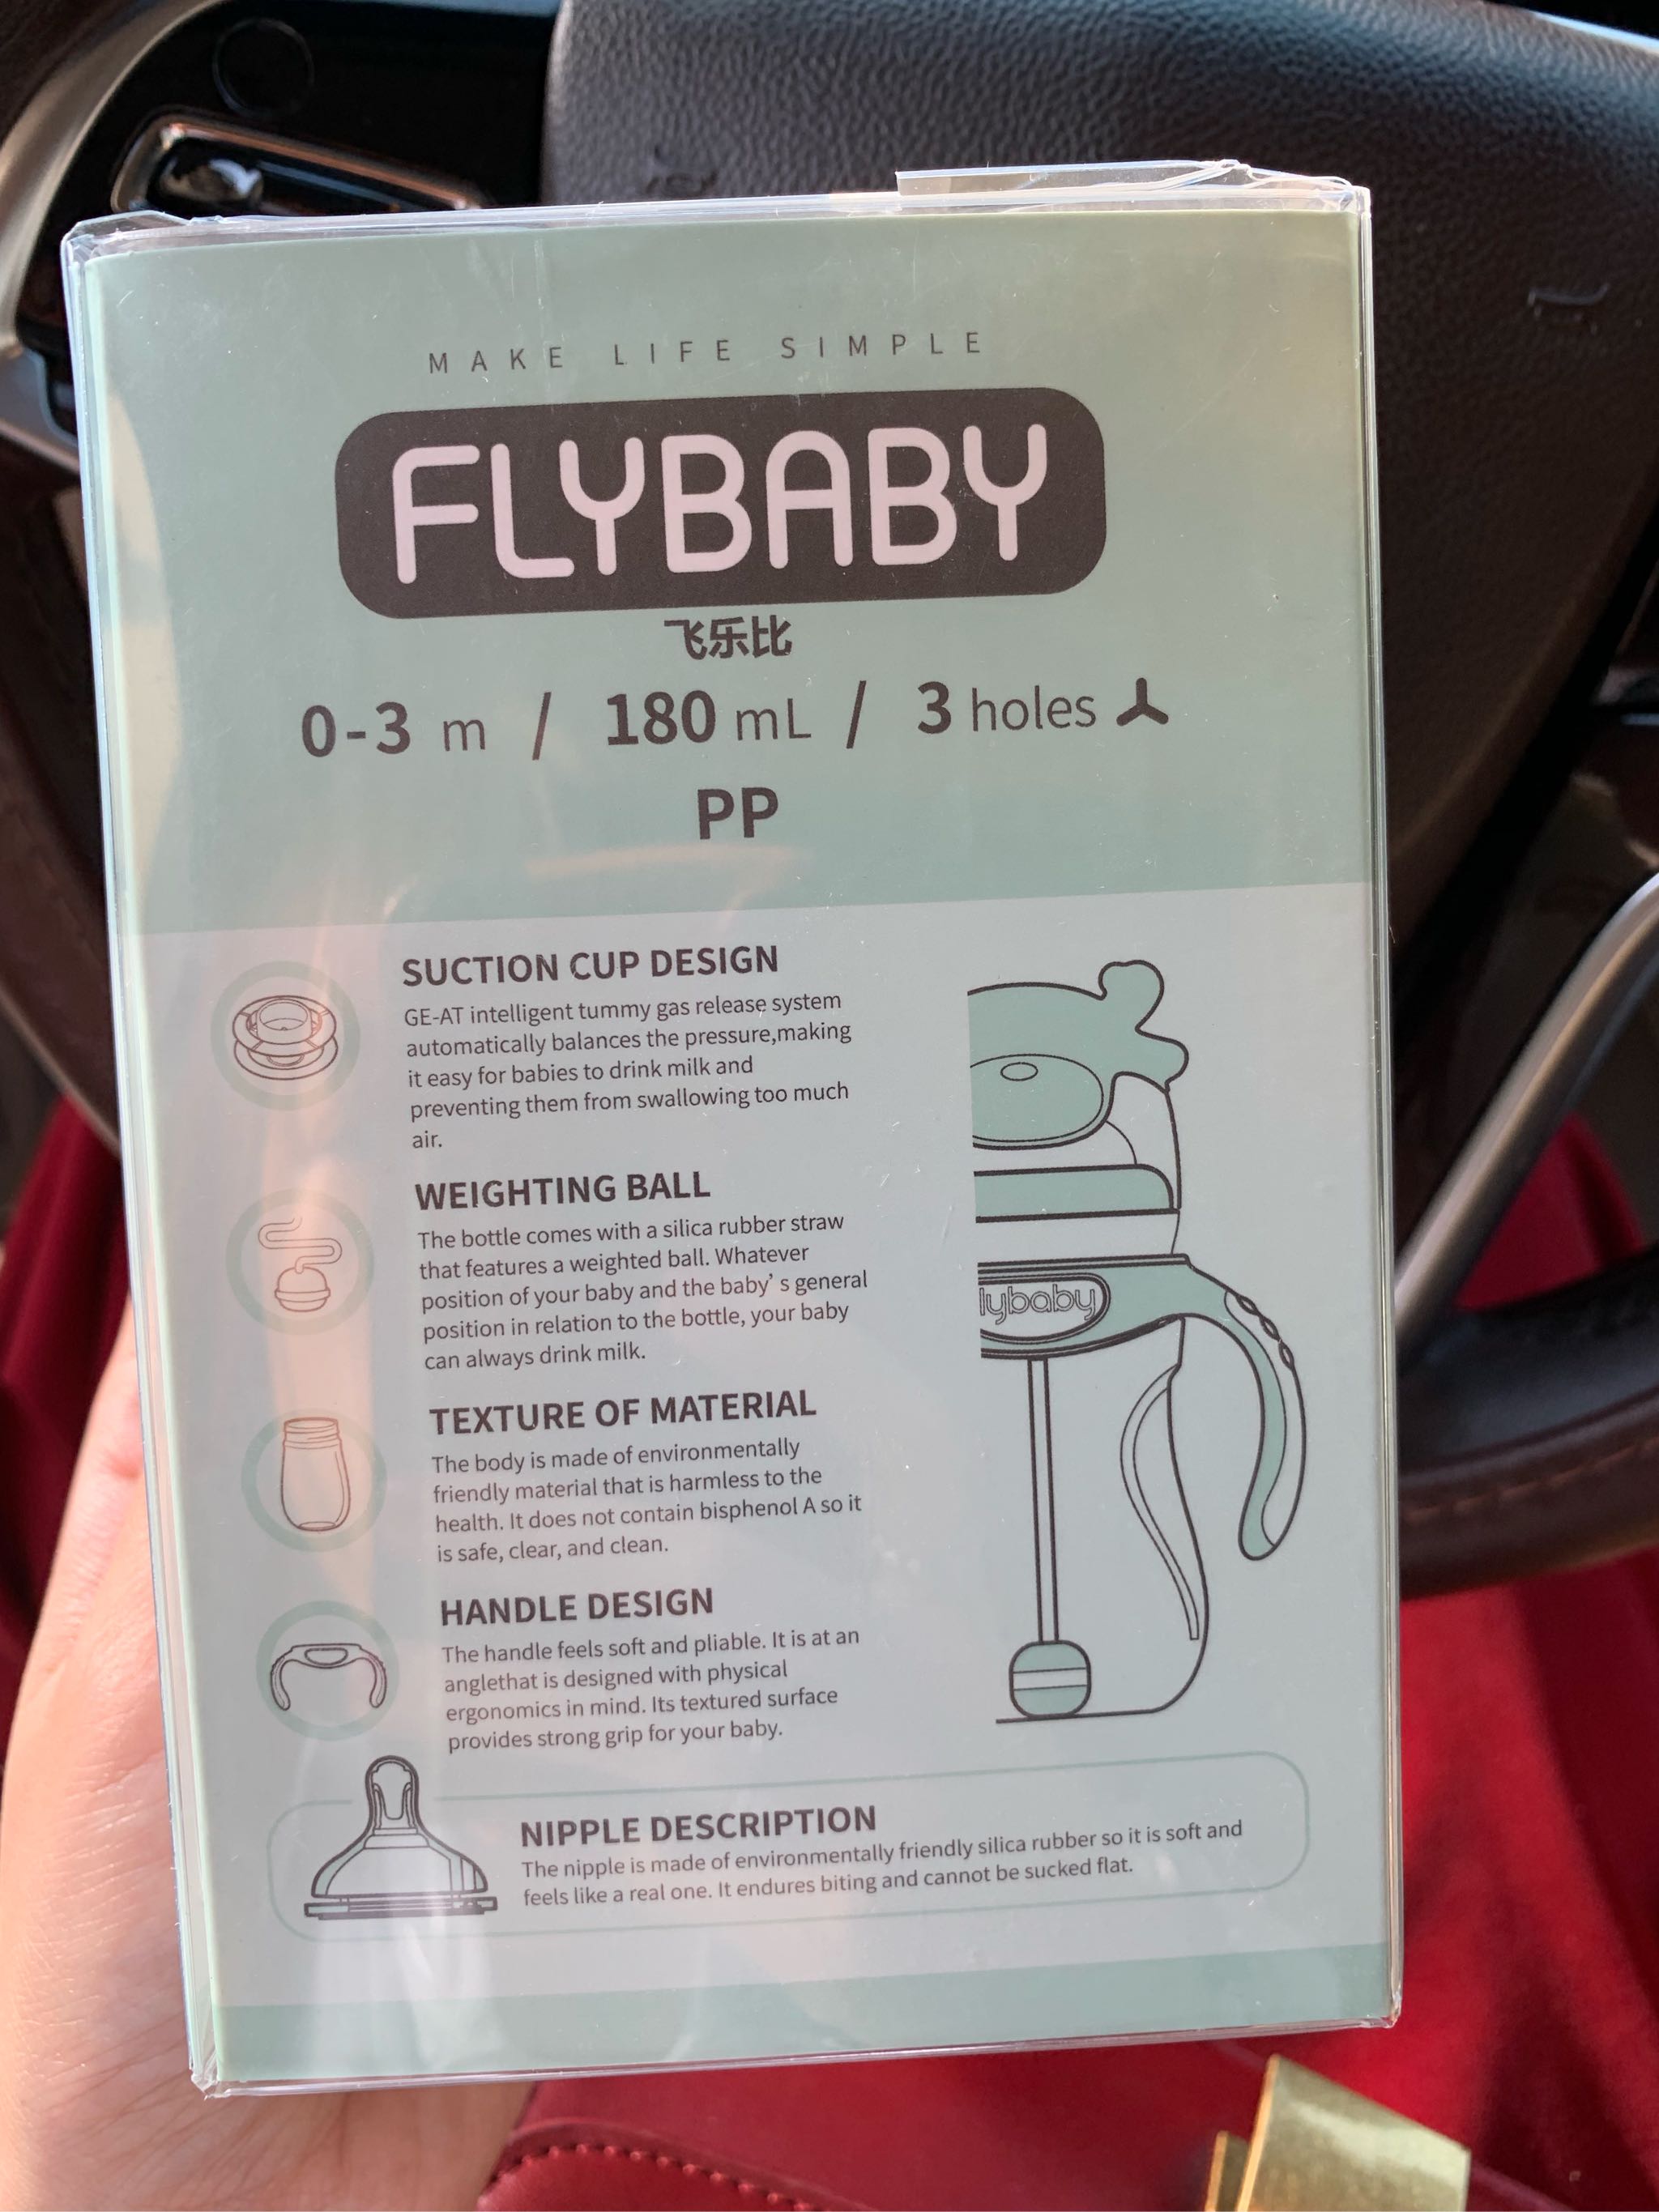 MAKE LIFE SIMPLE
FLYBABY
飞乐比
0-3 m / 180 mL / 3 holes
PP
SUCTION CUP DESIGN
GE-AT intelligent tummy gas release system
automatically balances the pressure,making
it easy for babies to drink milk and
preventing them from swallowing too much
air.
WEIGHTING BALL
The bottle comes with a silica rubber straw
that features a weighted ball. Whatever
position of your baby and the baby' s general
position in relation to the bottle, your baby
can always drink milk.
TEXTURE OF MATERIAL
The body is made of environmentally
friendly material that is harmless to the
health. It does not contain bisphenol A so it
is safe, clear, and clean.
HANDLE DESIGN
The handle feels soft and pliable. It is at an
anglethat is designed with physical
ergonomics in mind. Its textured surface
provides strong grip for your baby.
lybaby
NIPPLE DESCRIPTION
The nipple is made of environmentally friendly silica rubber so it is soft and
feels like a real one. It endures biting and cannot be sucked flat.